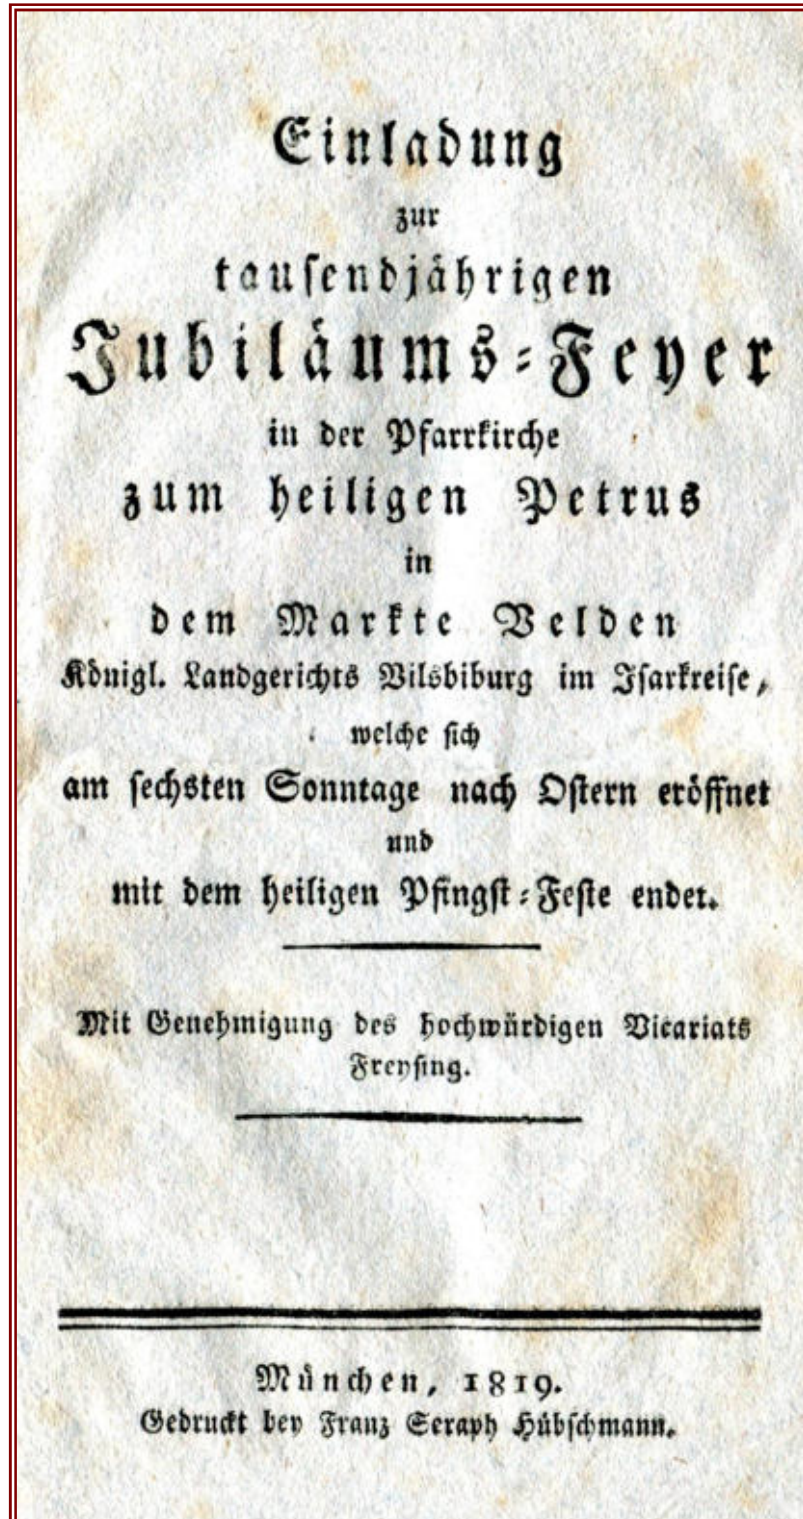 Einladung
zur
tausendjährigen
Jubiläums-Feyer
in der Pfarrkirche
zum heiligen Petrus
in
dem Markte Velden
Königl. Landgerichts Vilsbiburg im Isarkreise,
welche sich
am sechsten Sonntage nach Ostern eröffnet
und
mit dem heiligen Pfingst-Feste endet.
Mit Genehmigung des hochwürdigen Vicariats
Freysing.
München, 1819.
Gedruckt bey Franz Seraph Hübschmann.